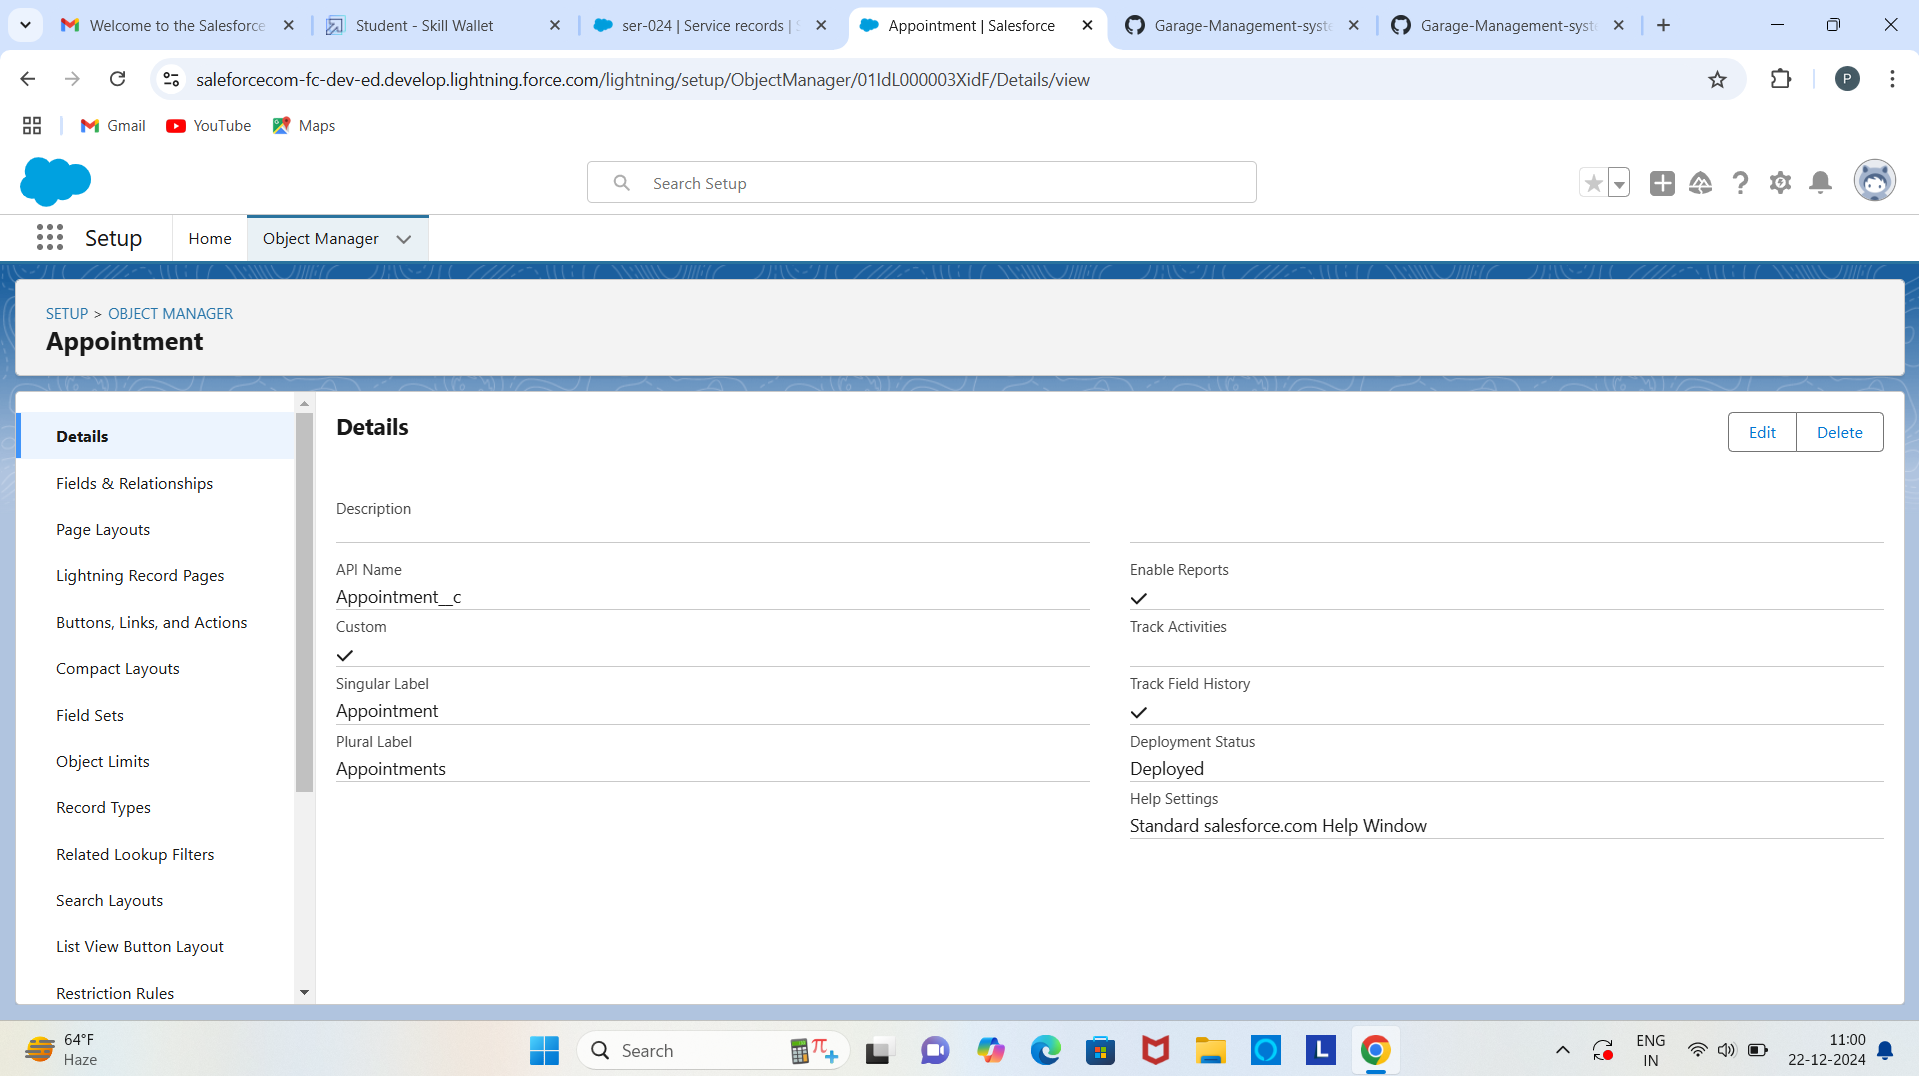 Welcome to the Salesforce
Student - Skill Wallet
ser-024 | Service records | S
Appointment | Salesforce
Garage-Management-syste
Garage-Management-syste
saleforcecom-fc-dev-ed.develop.lightning.force.com/lightning/setup/ObjectManager/01IdL000003XidF/Details/view
P
Gmail
YouTube
Maps
Search Setup
Setup
Home
Object Manager
SETUP > OBJECT MANAGER
Appointment
Details
Fields & Relationships
Page Layouts
Lightning Record Pages
Buttons, Links, and Actions
Compact Layouts
Field Sets
Object Limits
Record Types
Related Lookup Filters
Search Layouts
List View Button Layout
Restriction Rules
Details
Edit
Delete
Description
API Name
Appointment__c
Custom
Singular Label
Appointment
Plural Label
Appointments
Enable Reports
Track Activities
Track Field History
Deployment Status
Deployed
Help Settings
Standard salesforce.com Help Window
64°F
Haze
Search
L
ENG
IN
11:00
22-12-2024